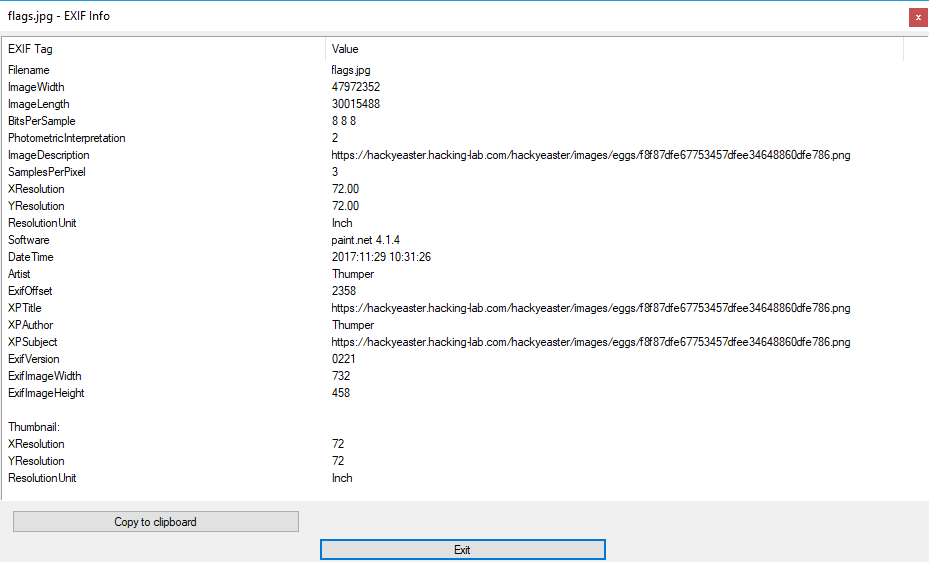 flags.jpg - EXIF Info
x
EXIF Tag Value
Filename flags.jpg
ImageWidth 47972352
ImageLength 30015488
BitsPerSample 8 8 8
PhotometricInterpretation 2
ImageDescription https://hackyeaster.hacking-lab.com/hackyeaster/images/eggs/f8f87dfe67753457dfee34648860dfe786.png
SamplesPerPixel 3
XResolution 72.00
YResolution 72.00
ResolutionUnit Inch
Software paint.net 4.1.4
DateTime 2017:11:29 10:31:26
Artist Thumper
ExifOffset 2358
XPTitle https://hackyeaster.hacking-lab.com/hackyeaster/images/eggs/f8f87dfe67753457dfee34648860dfe786.png
XPAuthor Thumper
XPSubject https://hackyeaster.hacking-lab.com/hackyeaster/images/eggs/f8f87dfe67753457dfee34648860dfe786.png
ExifVersion 0221
ExifImageWidth 732
ExifImageHeight 458
Thumbnail:
XResolution 72
YResolution 72
ResolutionUnit Inch
Copy to clipboard
Exit